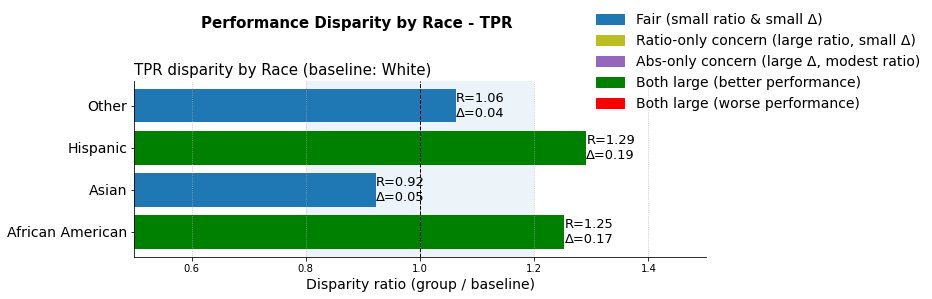 Performance Disparity by Race - TPR
Fair (small ratio & small Δ)
Ratio-only concern (large ratio, small Δ)
Abs-only concern (large Δ, modest ratio)
Both large (better performance)
Both large (worse performance)
TPR disparity by Race (baseline: White)
Other
R=1.06
Δ=0.04
Hispanic
R=1.29
Δ=0.19
Asian
R=0.92
Δ=0.05
African American
R=1.25
Δ=0.17
0.6 0.8 1.0 1.2 1.4
Disparity ratio (group / baseline)